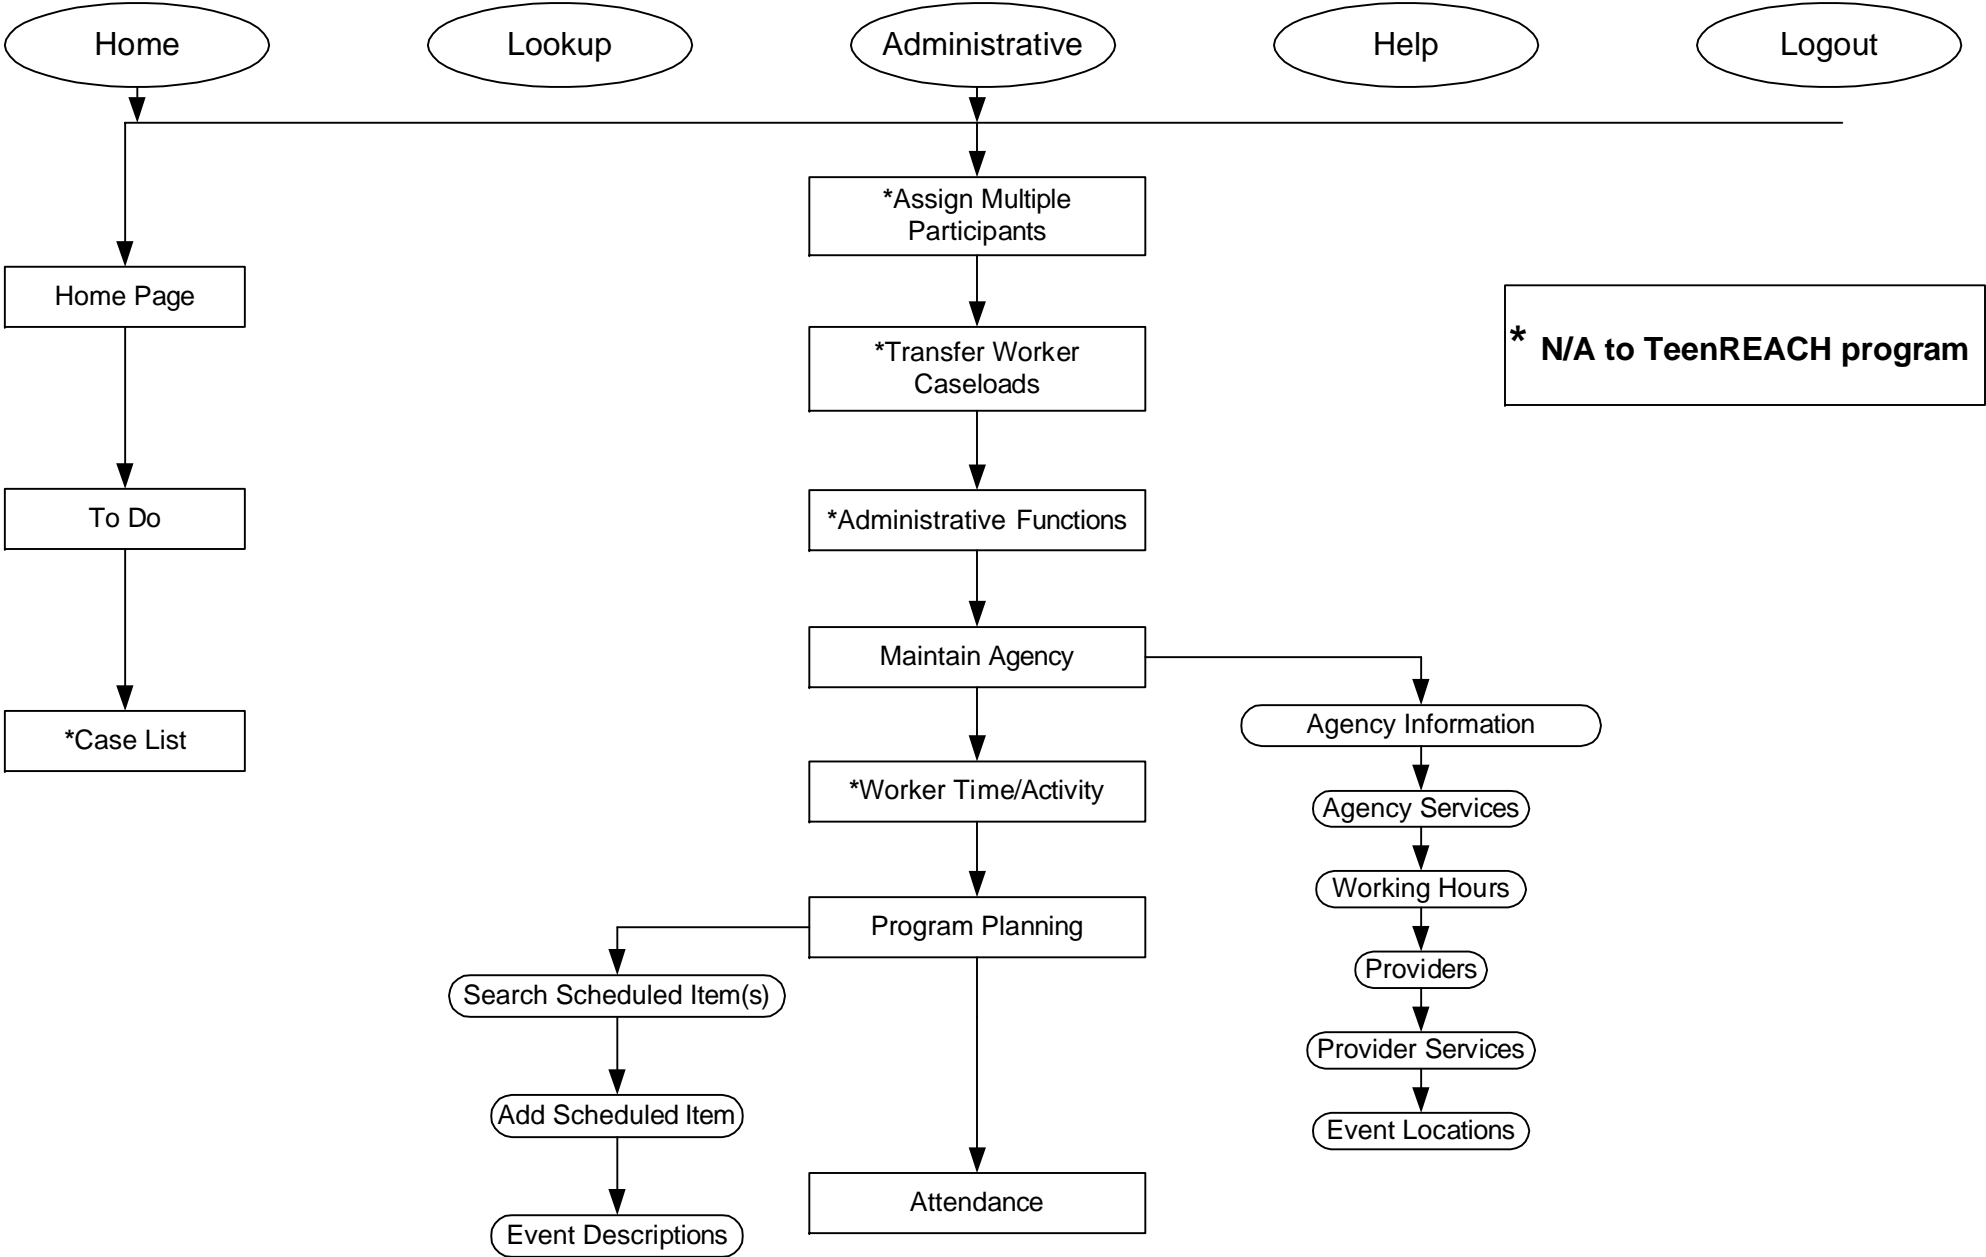 Home
Lookup
Administrative
Help
Logout
*Assign Multiple
Participants
Home Page
*Transfer Worker
Caseloads
* N/A to TeenREACH program
To Do
*Administrative Functions
Maintain Agency
*Case List
Agency Information
*Worker Time/Activity
Agency Services
Working Hours
Program Planning
Providers
Search Scheduled Item(s)
Provider Services
Add Scheduled Item
Event Locations
Attendance
Event Descriptions